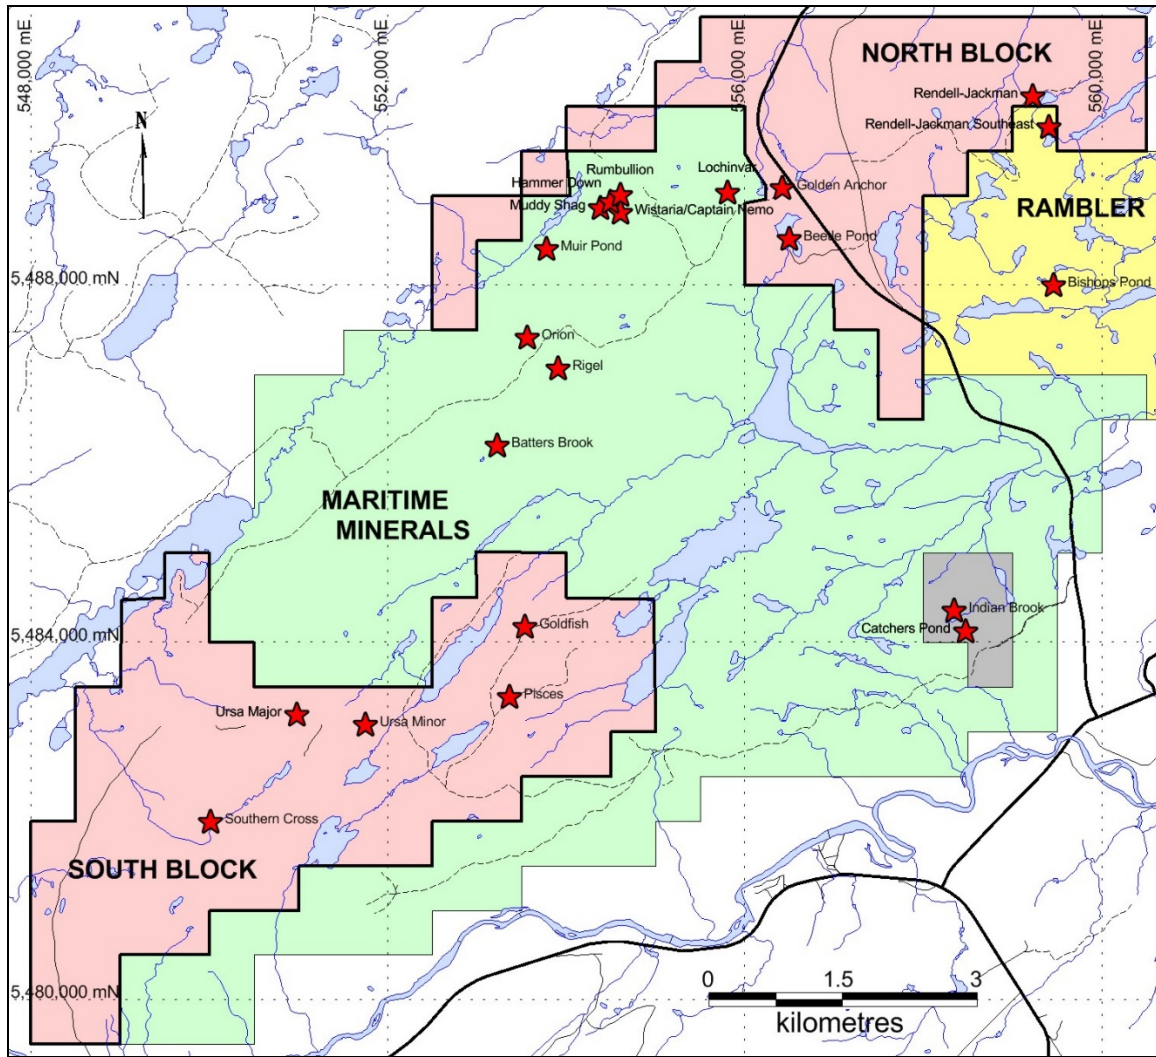 548,000 mE
552,000 mE
556,000 mE
560,000 mE
NORTH BLOCK
Rendell-Jackman
Rendell-Jackman Southeast
N
Rumbullion
Lochinvar
Hammer Down
Golden Anchor
Muddy Shag
Wistaria/Captain Nemo
RAMBLER
Beetle Pond
Muir Pond
5,488,000 mN
Bishops Pond
Orion
Rigel
Batters Brook
MARITIME
MINERALS
Indian Brook
Goldfish
Catchers Pond
5,484,000 mN
Pisces
Ursa Major
Ursa Minor
Southern Cross
SOUTH BLOCK
0 1.5 3
kilometres
5,480,000 mN